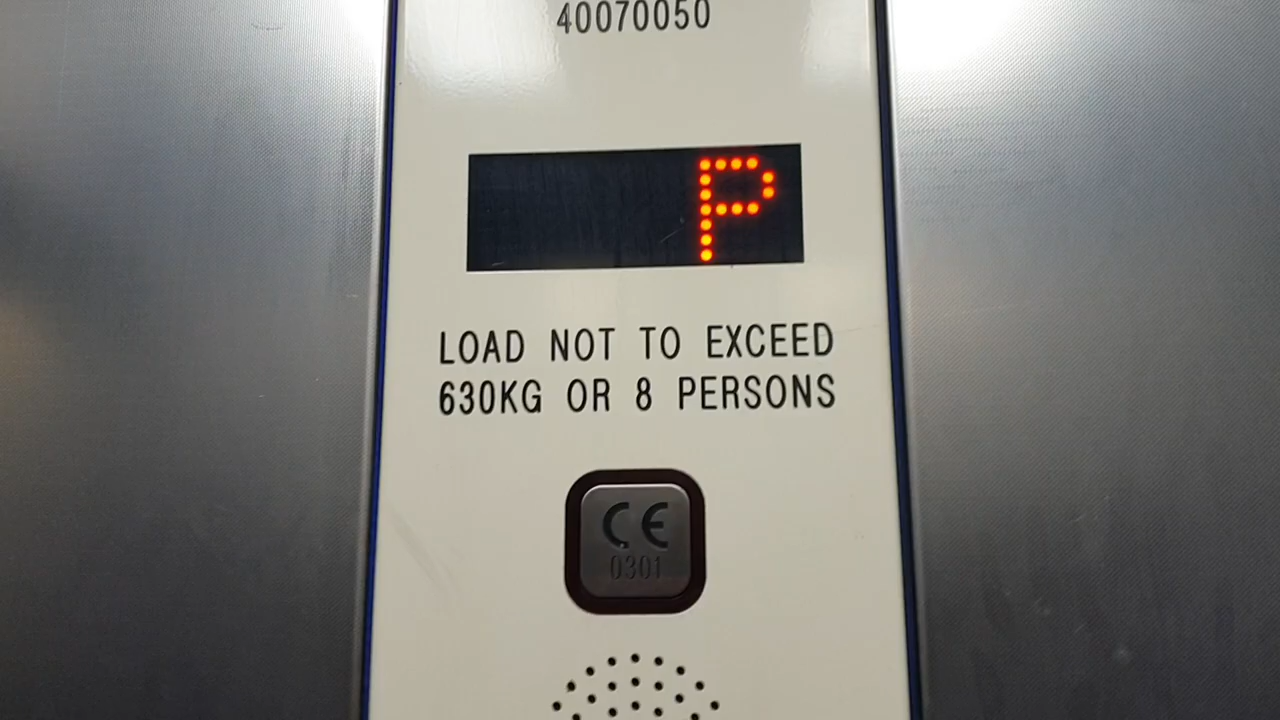 40070050
P
LOAD NOT TO EXCEED
630KG OR 8 PERSONS
CE
0301